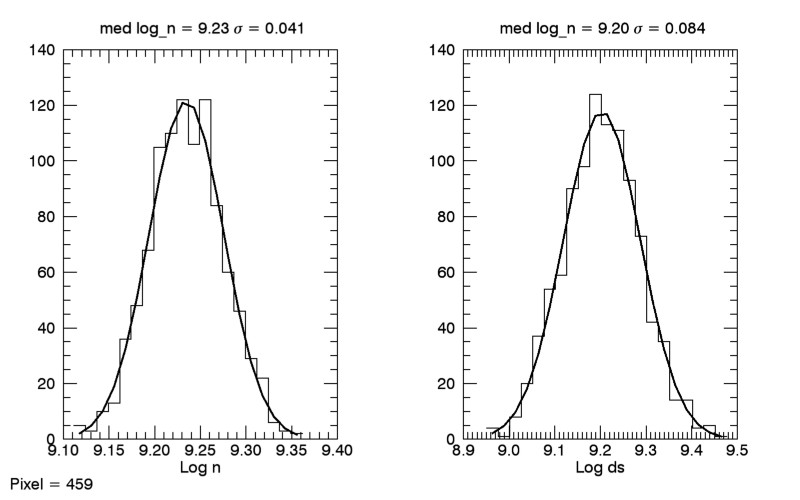 med log_n = 9.23 σ = 0.041
140
120
100
80
60
40
20
0
9.10 9.15 9.20 9.25 9.30 9.35 9.40
Log n
med log_n = 9.20 σ = 0.084
140
120
100
80
60
40
20
0
8.9 9.0 9.1 9.2 9.3 9.4 9.5
Log ds
Pixel = 459